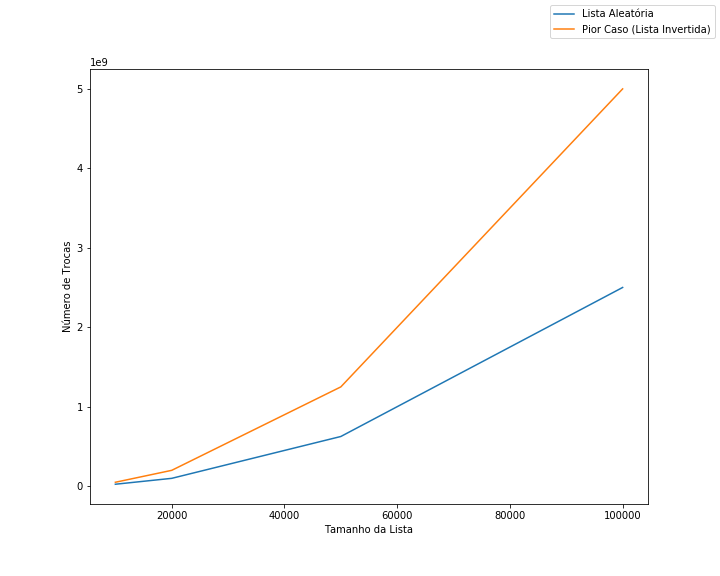 Lista Aleatória
Pior Caso (Lista Invertida)
1e9
5
4
3
2
1
0
Número de Trocas
20000 40000 60000 80000 100000
Tamanho da Lista